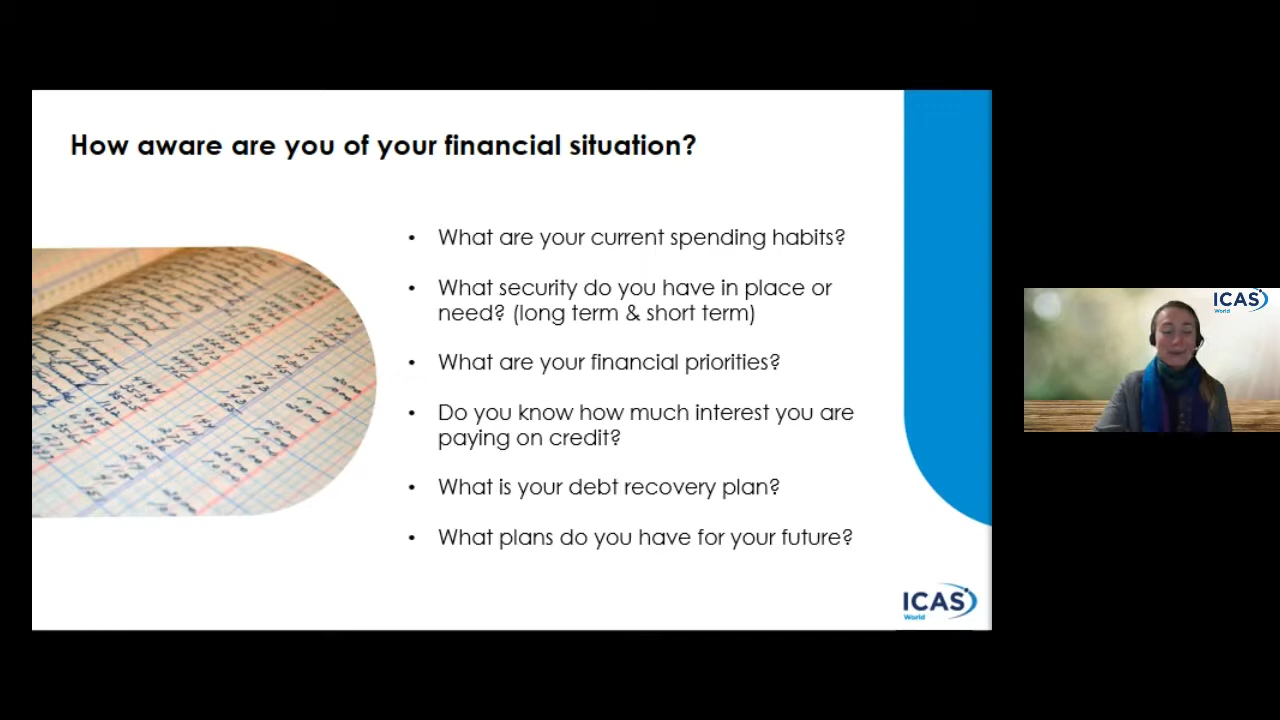 How aware are you of your financial situation?
• What are your current spending habits?
• What security do you have in place or
need? (long term & short term)
• What are your financial priorities?
• Do you know how much interest you are
paying on credit?
• What is your debt recovery plan?
• What plans do you have for your future?
ICAS
World
ICAS
World